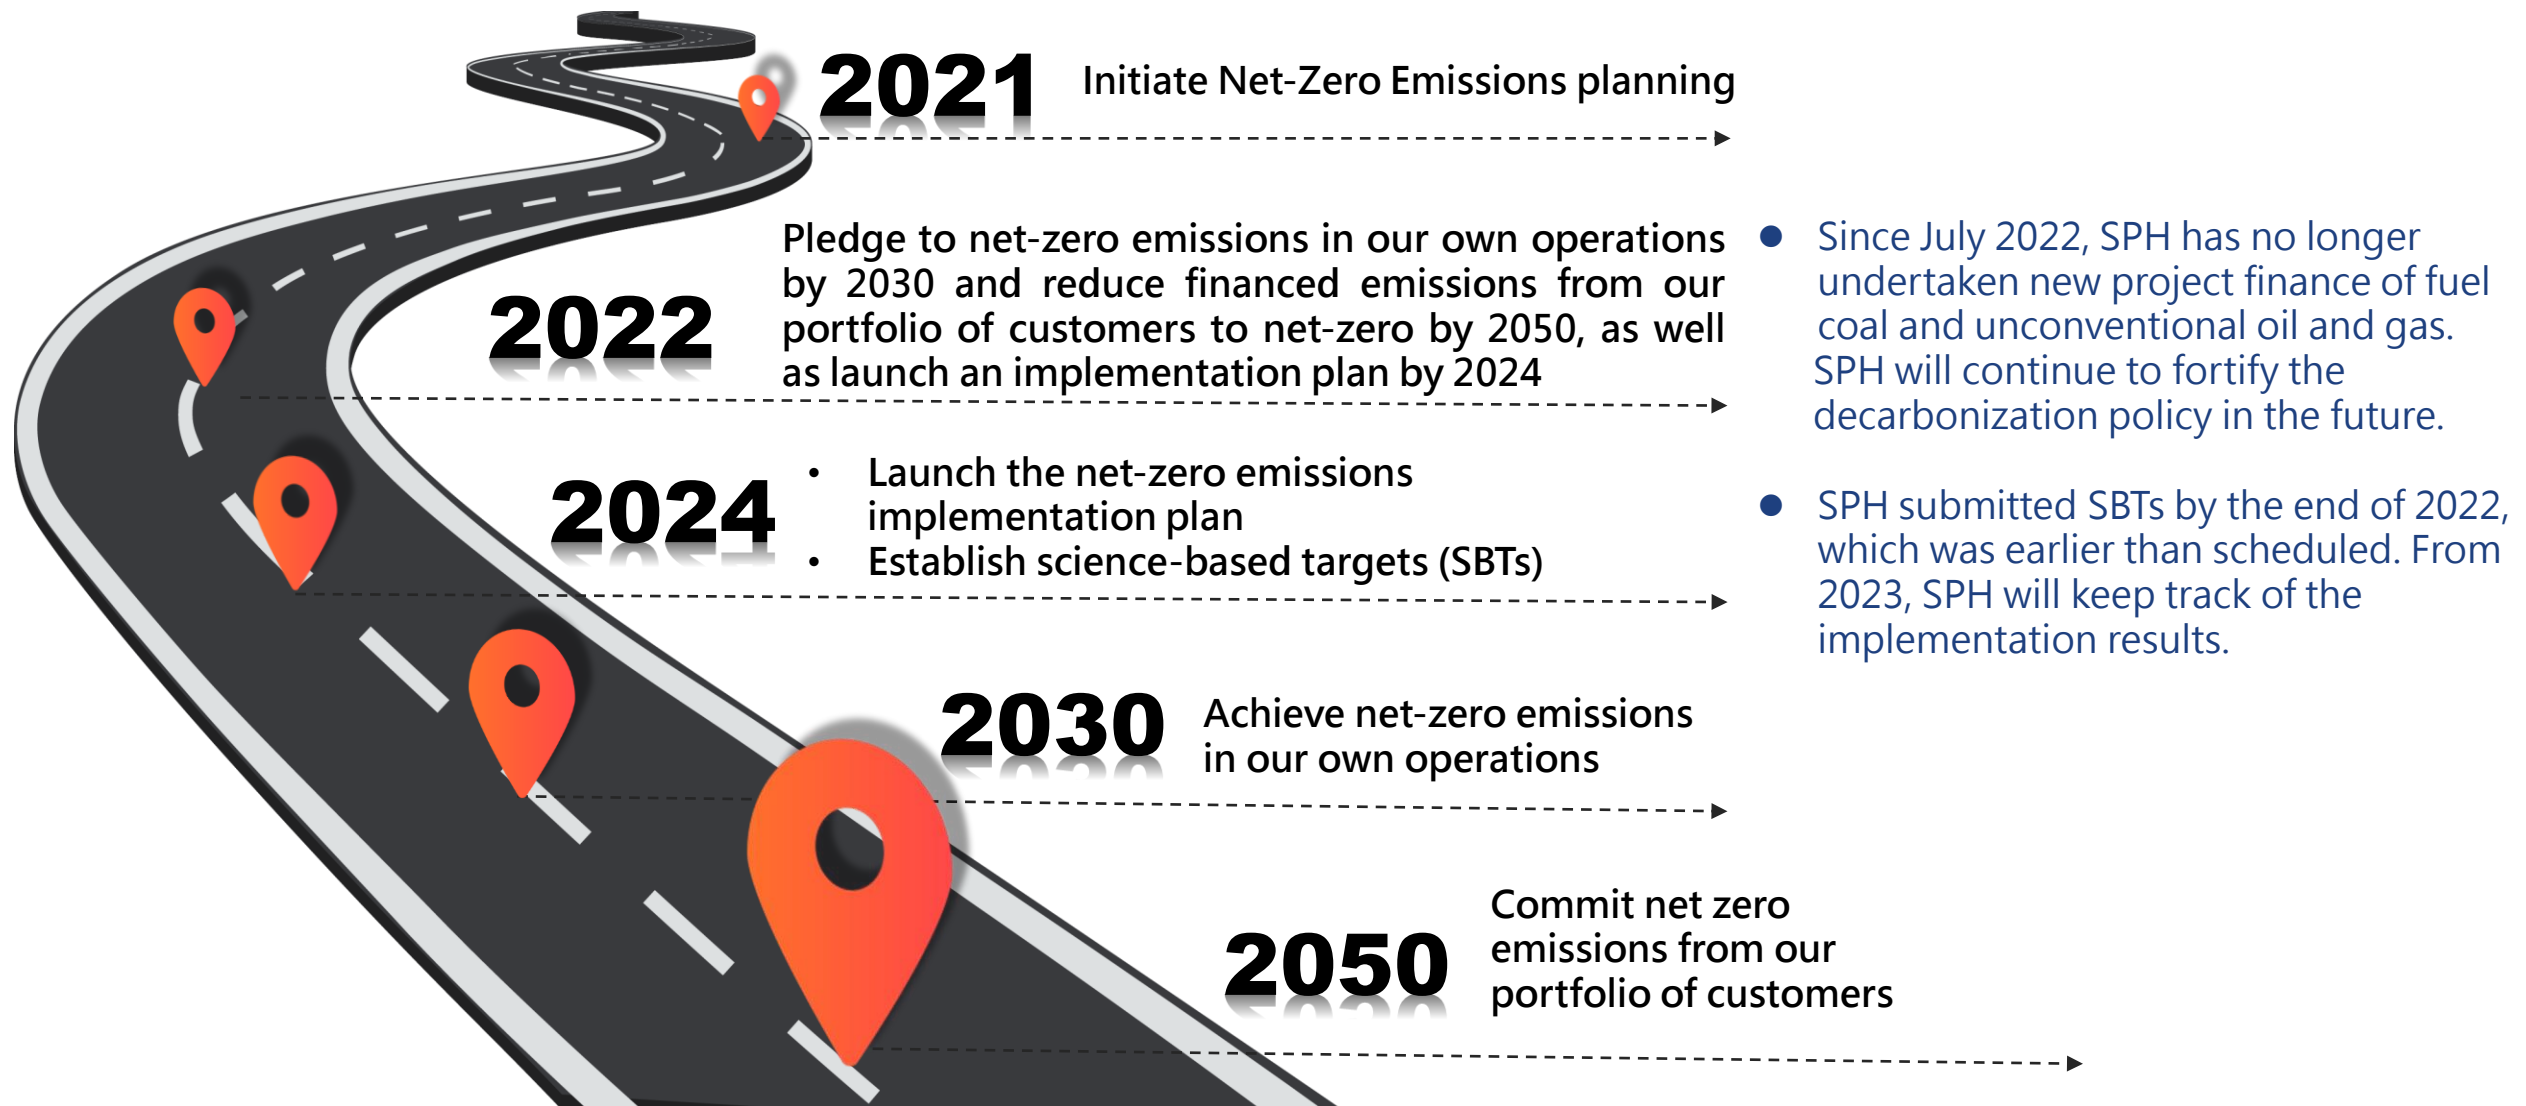 2021
Initiate Net-Zero Emissions planning
2022
Pledge to net-zero emissions in our own operations
by 2030 and reduce financed emissions from our
portfolio of customers to net-zero by 2050, as well
as launch an implementation plan by 2024
● Since July 2022, SPH has no longer
undertaken new project finance of fuel
coal and unconventional oil and gas.
SPH will continue to fortify the
decarbonization policy in the future.
2024
• Launch the net-zero emissions
implementation plan
• Establish science-based targets (SBTs)
● SPH submitted SBTs by the end of 2022,
which was earlier than scheduled. From
2023, SPH will keep track of the
implementation results.
2030
Achieve net-zero emissions
in our own operations
2050
Commit net zero
emissions from our
portfolio of customers